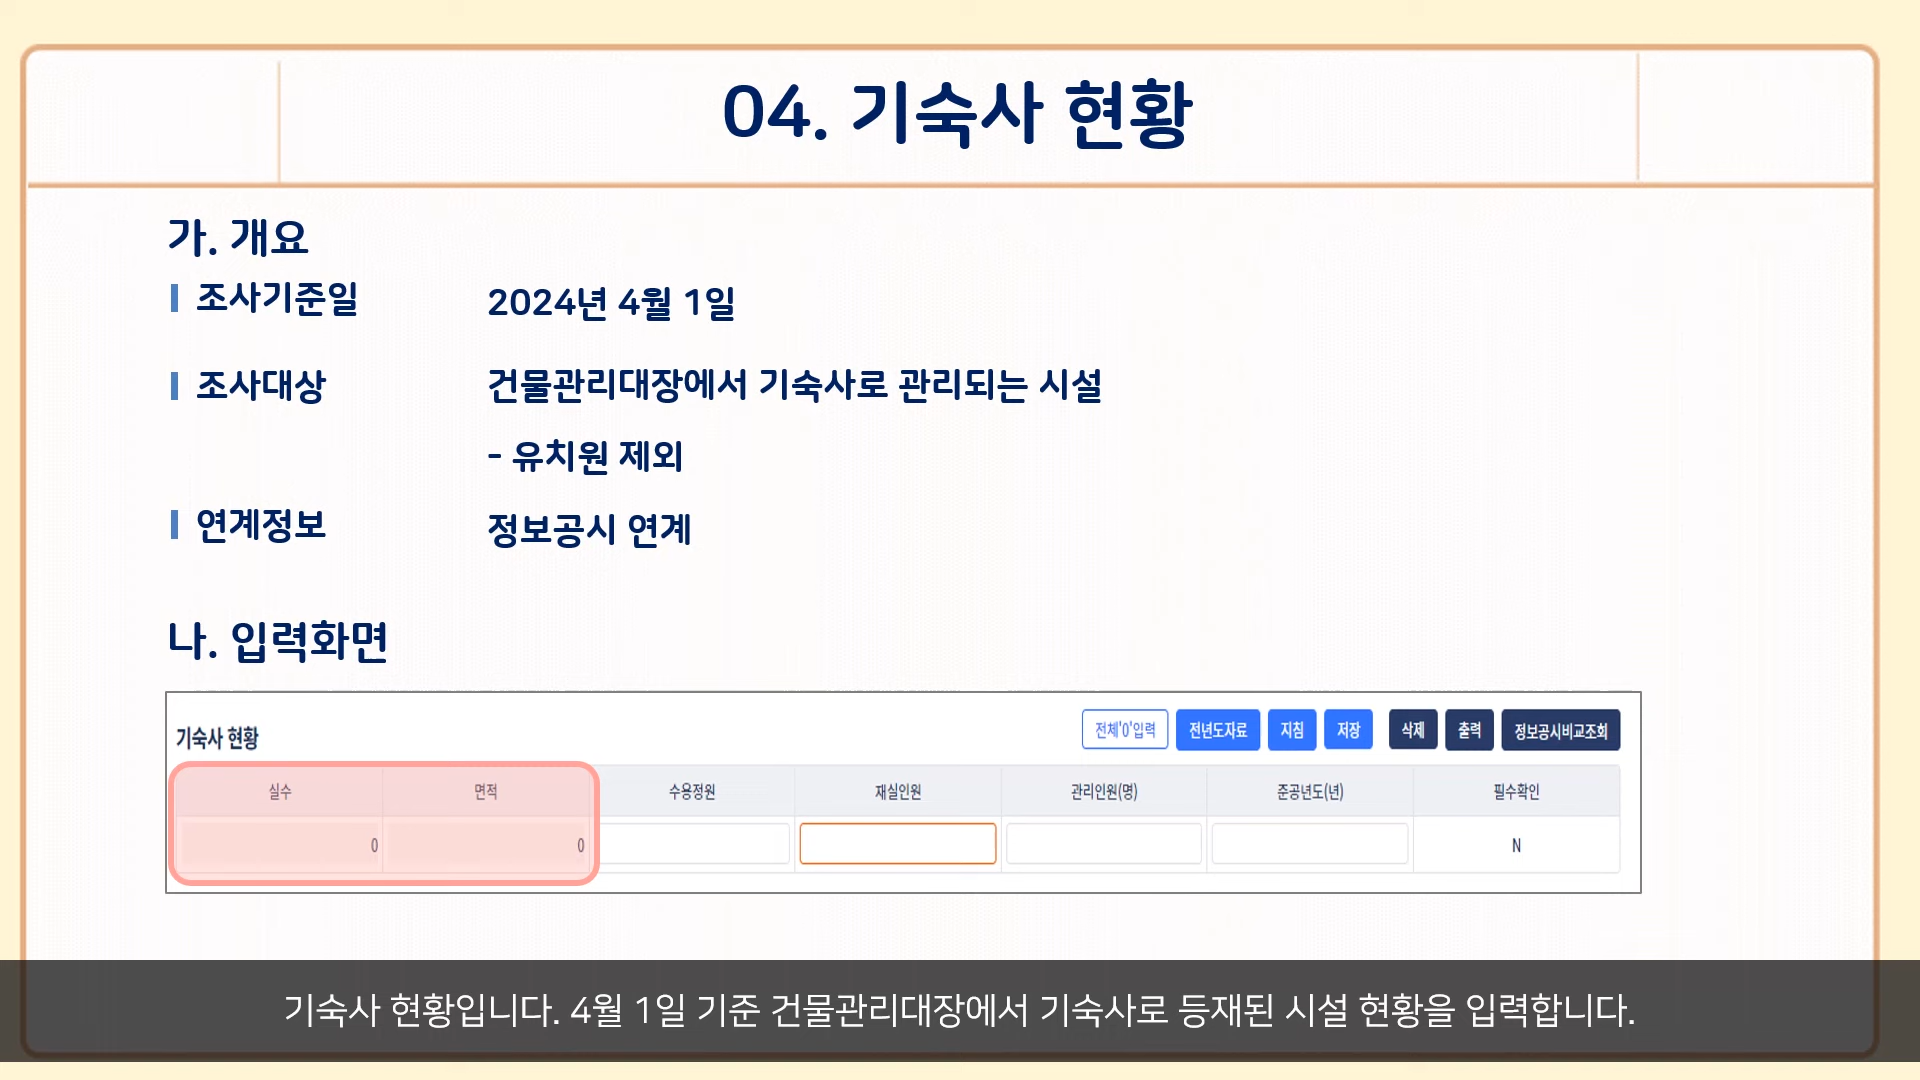 04. 기숙사 현황
가. 개요
조사기준일 2024년 4월 1일
조사대상 건물관리대장에서 기숙사로 관리되는 시설
- 유치원 제외
연계정보 정보공시 연계
나. 입력화면
기숙사 현황 전체'0'입력 전년도자료 지침 저장 삭제 출력 정보공시비교조회
실수 면적 수용정원 재실인원 관리인원(명) 준공년도(년) 필수확인
0 0 N
기숙사 현황입니다. 4월 1일 기준 건물관리대장에서 기숙사로 등재된 시설 현황을 입력합니다.